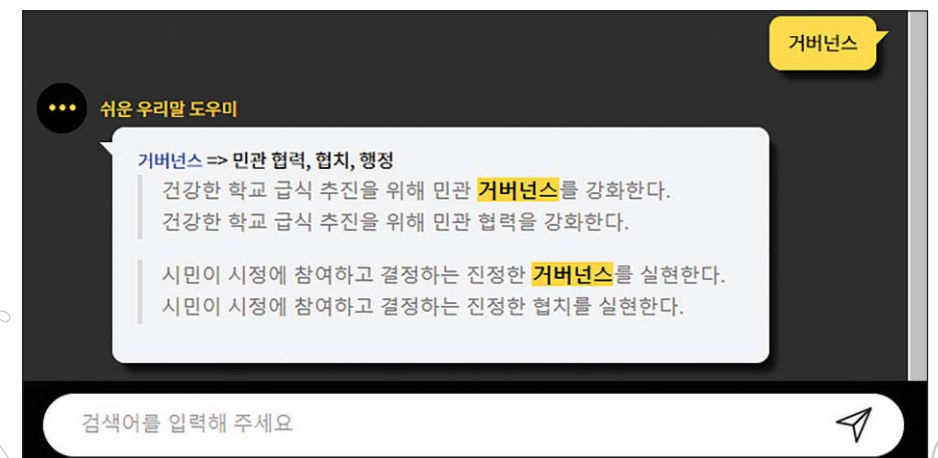 거버넌스
쉬운 우리말 도우미
거버넌스 => 민관 협력, 협치, 행정
건강한 학교 급식 추진을 위해 민관 거버넌스를 강화한다.
건강한 학교 급식 추진을 위해 민관 협력을 강화한다.
시민이 시정에 참여하고 결정하는 진정한 거버넌스를 실현한다.
시민이 시정에 참여하고 결정하는 진정한 협치를 실현한다.
검색어를 입력해 주세요